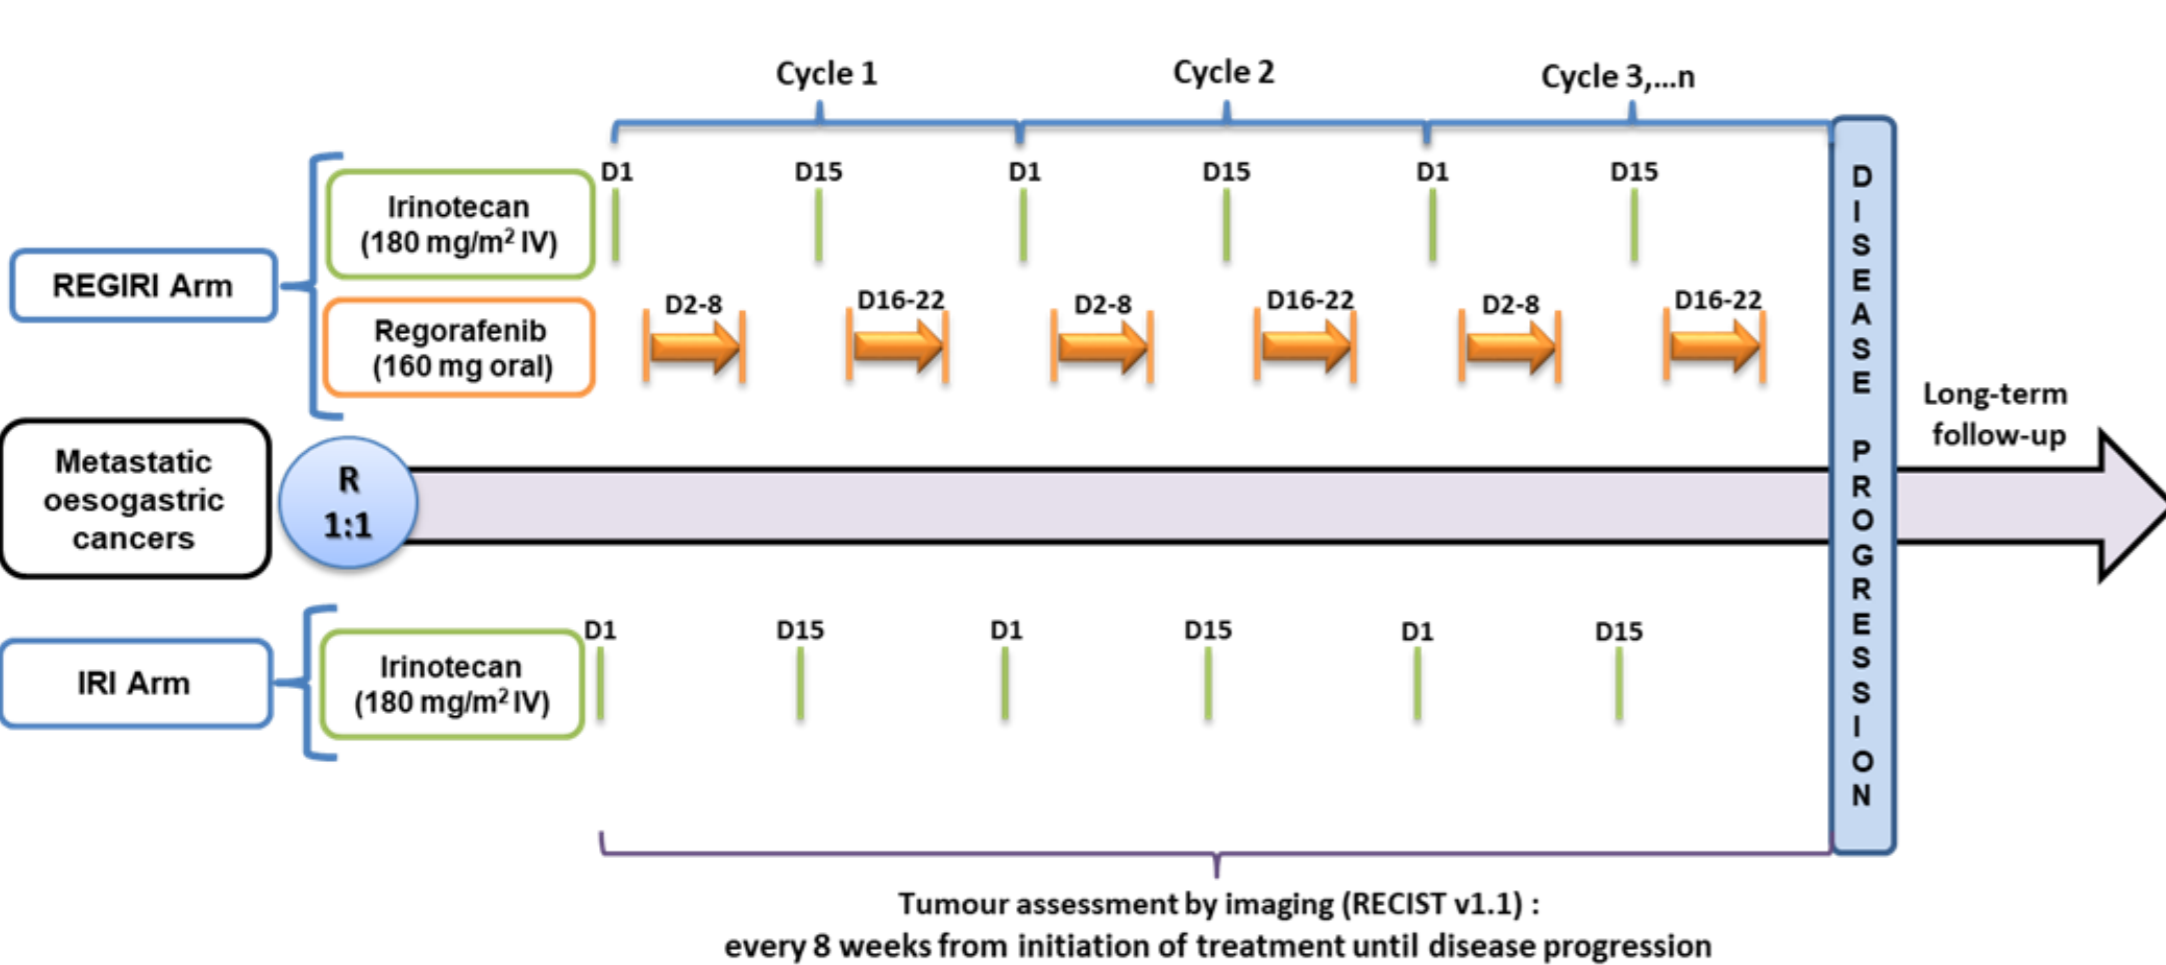 Cycle 1
Cycle 2
Cycle 3,...n
D1
D15
D1
D15
D1
D15
Irinotecan
(180 mg/m² IV)
REGIRI Arm
D2-8
D16-22
D2-8
D16-22
D2-8
D16-22
Regorafenib
(160 mg oral)
Metastatic
oesogastric
cancers
R
1:1
DISEASE PROGRESSION
Long-term
follow-up
D1
D15
D1
D15
D1
D15
IRI Arm
Irinotecan
(180 mg/m² IV)
Tumour assessment by imaging (RECIST v1.1) :
every 8 weeks from initiation of treatment until disease progression